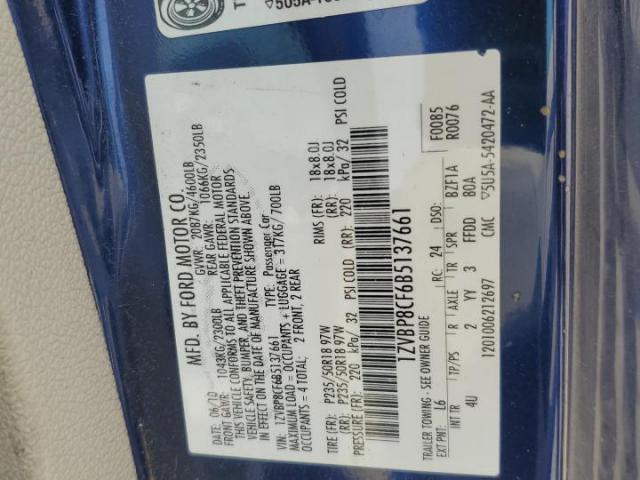 MFD. BY FORD MOTOR CO.
DATE: 06/10 GVWR: 2087KG/4600LB
FRONT GAWR: 1043KG/2300LB REAR GAWR: 1066KG/2350LB
THIS VEHICLE CONFORMS TO ALL APPLICABLE FEDERAL MOTOR
VEHICLE SAFETY, BUMPER, AND THEFT PREVENTION STANDARDS
IN EFFECT ON THE DATE OF MANUFACTURE SHOWN ABOVE.
VIN: 1ZVBP8CF6B5137661 TYPE: Passenger Car
MAXIMUM LOAD = OCCUPANTS + LUGGAGE = 317KG/700LB
OCCUPANTS = 4 TOTAL: 2 FRONT, 2 REAR
TIRE (FR): P235/50R18 97W RIMS (FR): 18x8.0J
TIRE (RR): P235/50R18 97W (RR): 18x8.0J
PRESSURE (FR): 220 kPa/ 32 PSI COLD (RR): 220 kPa/ 32 PSI COLD
1ZVBP8CF6B5137661
F0085
R0076
TRAILER TOWING - SEE OWNER GUIDE
EXT PNT: L6 RC: 24 DSO: BZF1A
INT TR TP/PS R AXLE TR SPR
4U 2 YY 3 FFDD 80A
1201006212697 CMC ▽5U5A-5420472-AA